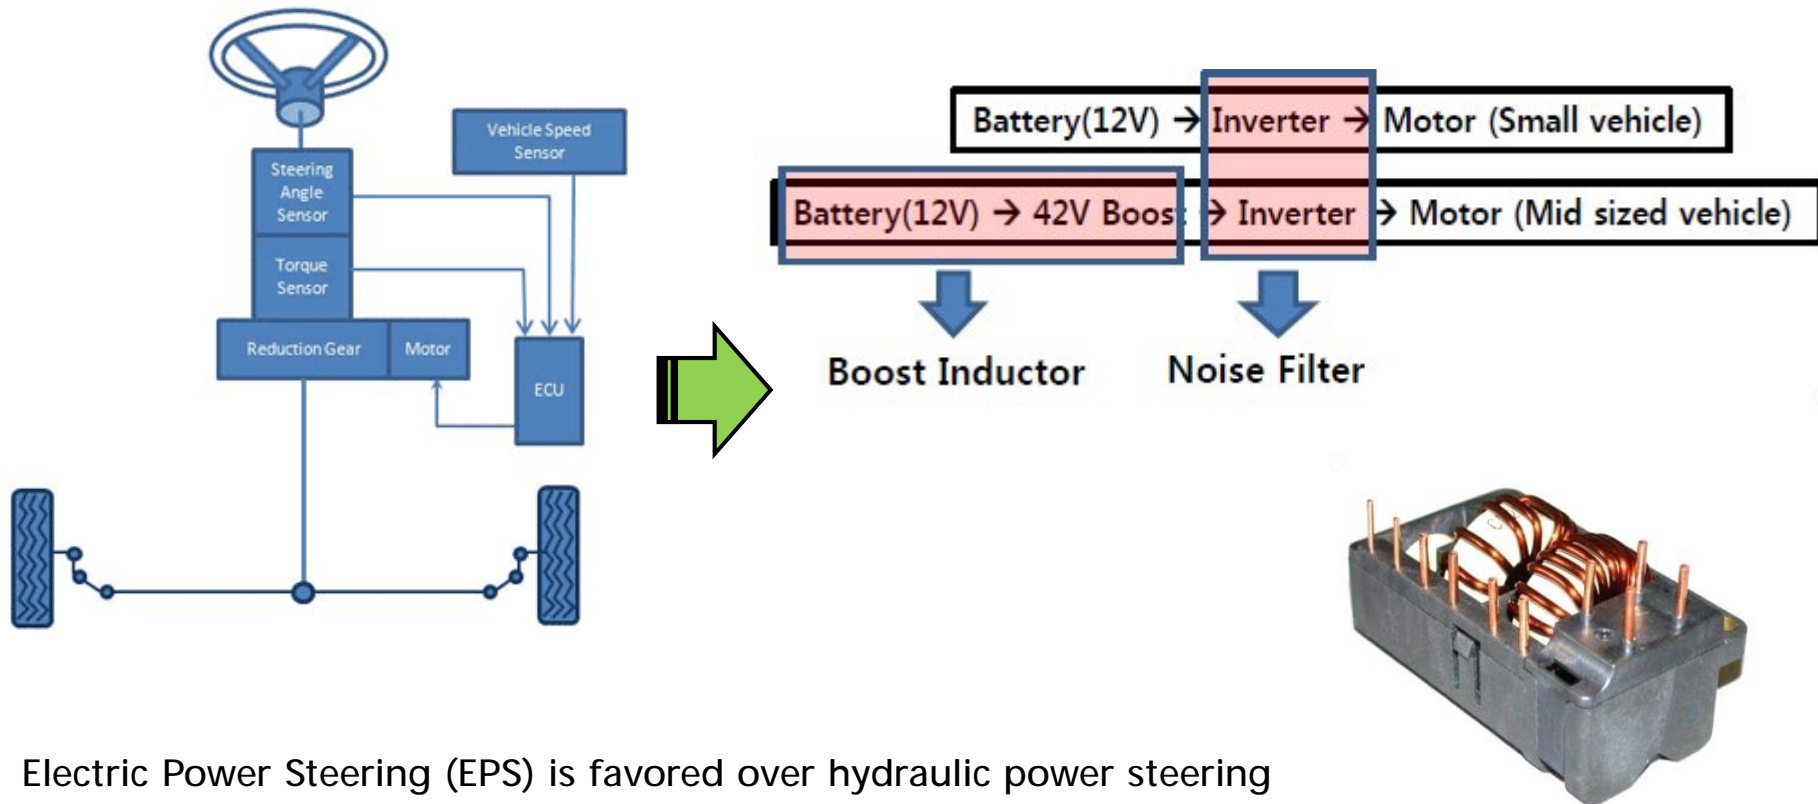 Steering
Angle
Sensor
Torque
Sensor
Reduction Gear
Motor
Vehicle Speed
Sensor
ECU
Battery(12V) → Inverter → Motor (Small vehicle)
Battery(12V) → 42V Boost → Inverter → Motor (Mid sized vehicle)
Boost Inductor
Noise Filter
Electric Power Steering (EPS) is favored over hydraulic power steering